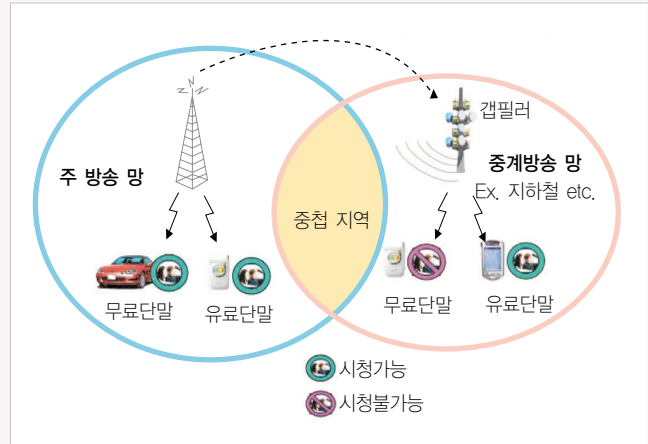 갭필러
주 방송 망
중계방송 망
Ex. 지하철 etc.
중첩 지역
무료단말
유료단말
무료단말
유료단말
시청가능
시청불가능